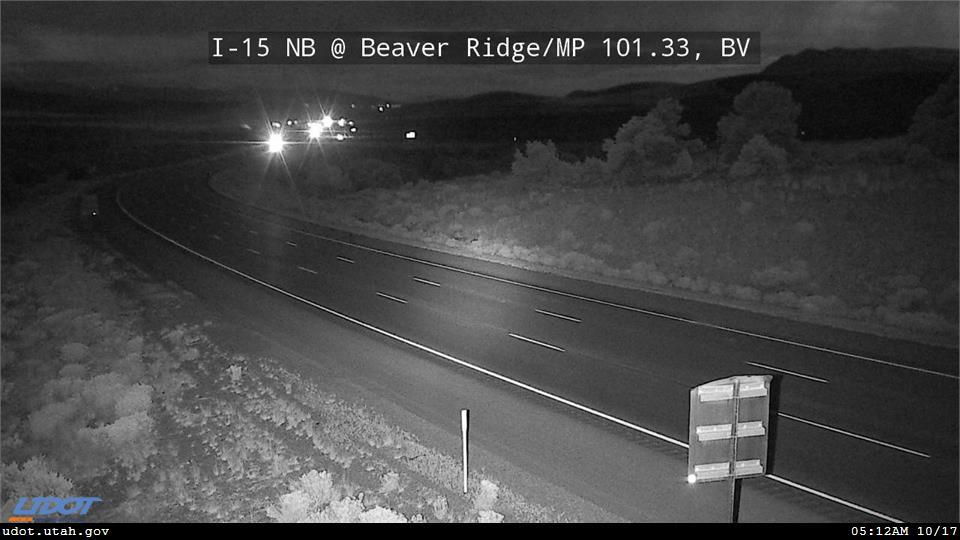 I-15 NB @ Beaver Ridge/MP 101.33, BV
UDOT
udot.utah.gov 05:12AM 10/17